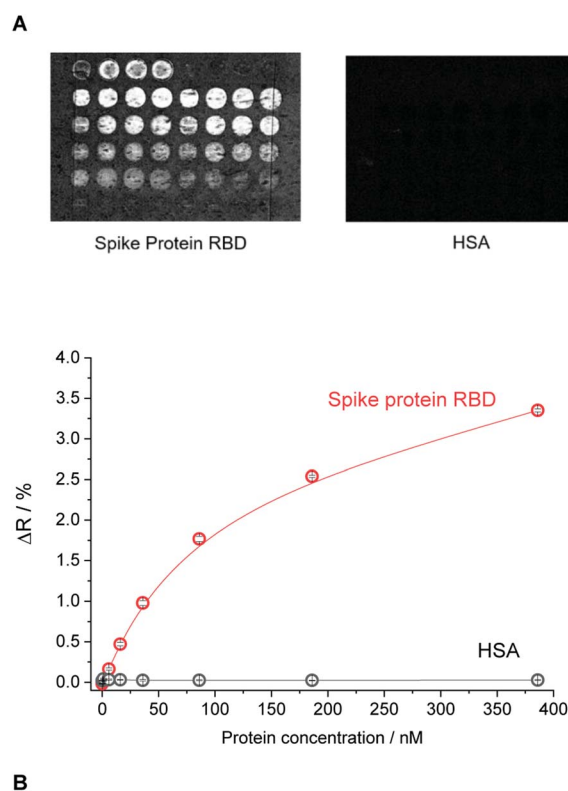 A
Spike Protein RBD HSA
4.0
3.5
3.0
2.5
2.0
1.5
1.0
0.5
0.0
ΔR / %
Spike protein RBD
HSA
0 50 100 150 200 250 300 350 400
Protein concentration / nM
B